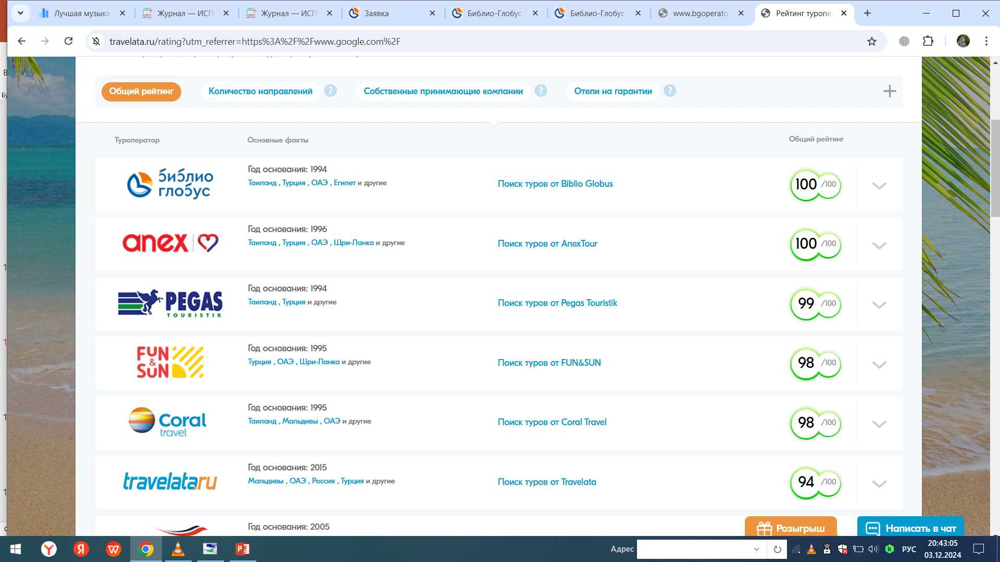 Лучшая музыка
Журнал — ИСП
Журнал — ИСП
Заявка
Библио-Глобус
Библио-Глобус
www.bgoperato
Рейтинг туропе
travelata.ru/rating?utm_referrer=https%3A%2F%2Fwww.google.com%2F
Общий рейтинг
Количество направлений ?
Собственные принимающие компании ?
Отели на гарантии ?
Туроператор Основные факты Общий рейтинг
библио
глобус
Год основания: 1994
Таиланд , Турция , ОАЭ , Египет и другие
Поиск туров от Biblio Globus
100 /100
anex
Год основания: 1996
Таиланд , Турция , ОАЭ , Шри-Ланка и другие
Поиск туров от AnexTour
100 /100
PEGAS
TOURISTIK
Год основания: 1994
Таиланд , Турция и другие
Поиск туров от Pegas Touristik
99 /100
FUN
&
SUN
Год основания: 1995
Турция , ОАЭ , Шри-Ланка и другие
Поиск туров от FUN&SUN
98 /100
Coral
travel
Год основания: 1995
Таиланд , Мальдивы , ОАЭ и другие
Поиск туров от Coral Travel
98 /100
travelata.ru
Год основания: 2015
Мальдивы , ОАЭ , Россия , Турция и другие
Поиск туров от Travelata
94 /100
Год основания: 2005
Розыгрыш
Написать в чат
Адрес
РУС
20:43:05
03.12.2024